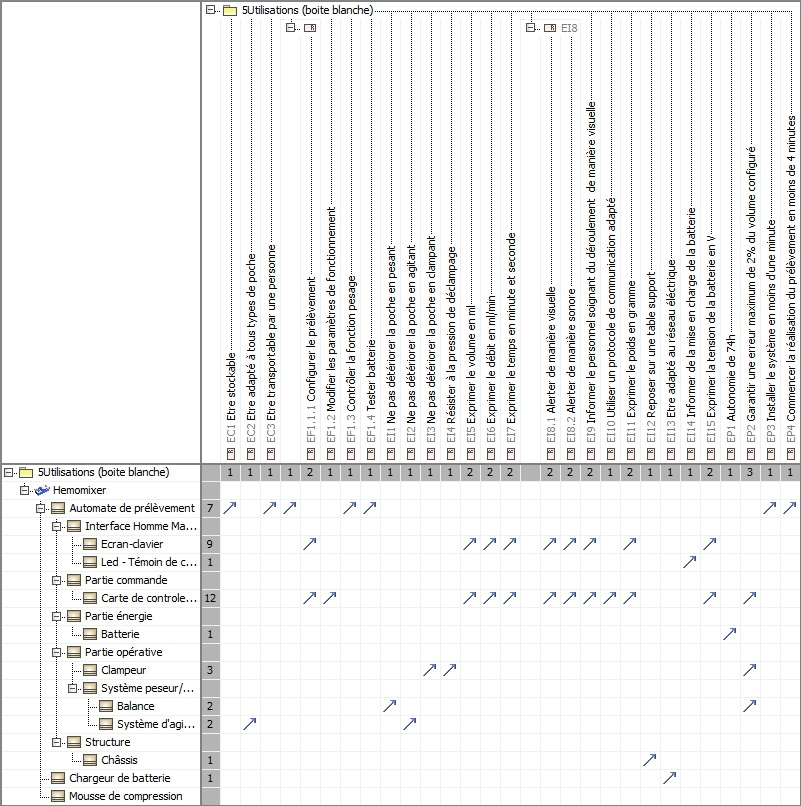 5Utilisations (boite blanche)
EI8
EC1 Etre stockable
EC2 Etre adapté à tous types de poche
EC3 Etre transportable par une personne
EF1.1.1 Configurer le prélèvement
EF1.2 Modifier les paramètres de fonctionnement
EF1.3 Contrôler la fonction pesage
EF1.4 Tester batterie
EI1 Ne pas détériorer la poche en pesant
EI2 Ne pas détériorer la poche en agitant
EI3 Ne pas détériorer la poche en clampant
EI4 Résister à la pression de déclampage
EI5 Exprimer le volume en ml
EI6 Exprimer le débit en ml/min
EI7 Exprimer le temps en minute et seconde
EI8.1 Alerter de manière visuelle
EI8.2 Alerter de manière sonore
EI9 Informer le personnel soignant du déroulement de manière visuelle
EI10 Utiliser un protocole de communication adapté
EI11 Exprimer le poids en gramme
EI12 Reposer sur une table support
EI13 Etre adapté au réseau éléctrique
EI14 Informer de la mise en charge de la batterie
EI15 Exprimer la tension de la batterie en V
EP1 Autonomie de 74h
EP2 Garantir une erreur maximum de 2% du volume configuré
EP3 Installer le système en moins d'une minute
EP4 Commencer la réalisation du prélèvement en moins de 4 minutes
5Utilisations (boite blanche) 1 1 1 1 2 1 1 1 1 1 1 1 2 2 2 2 2 2 1 2 1 1 1 2 1 3 1 1
Hemomixer
Automate de prélèvement 7
Interface Homme Ma...
Ecran-clavier 9
Led - Témoin de c... 1
Partie commande
Carte de controle... 12
Partie énergie
Batterie 1
Partie opérative
Clampeur 3
Système peseur/...
Balance 2
Système d'agi... 2
Structure
Châssis 1
Chargeur de batterie 1
Mousse de compression